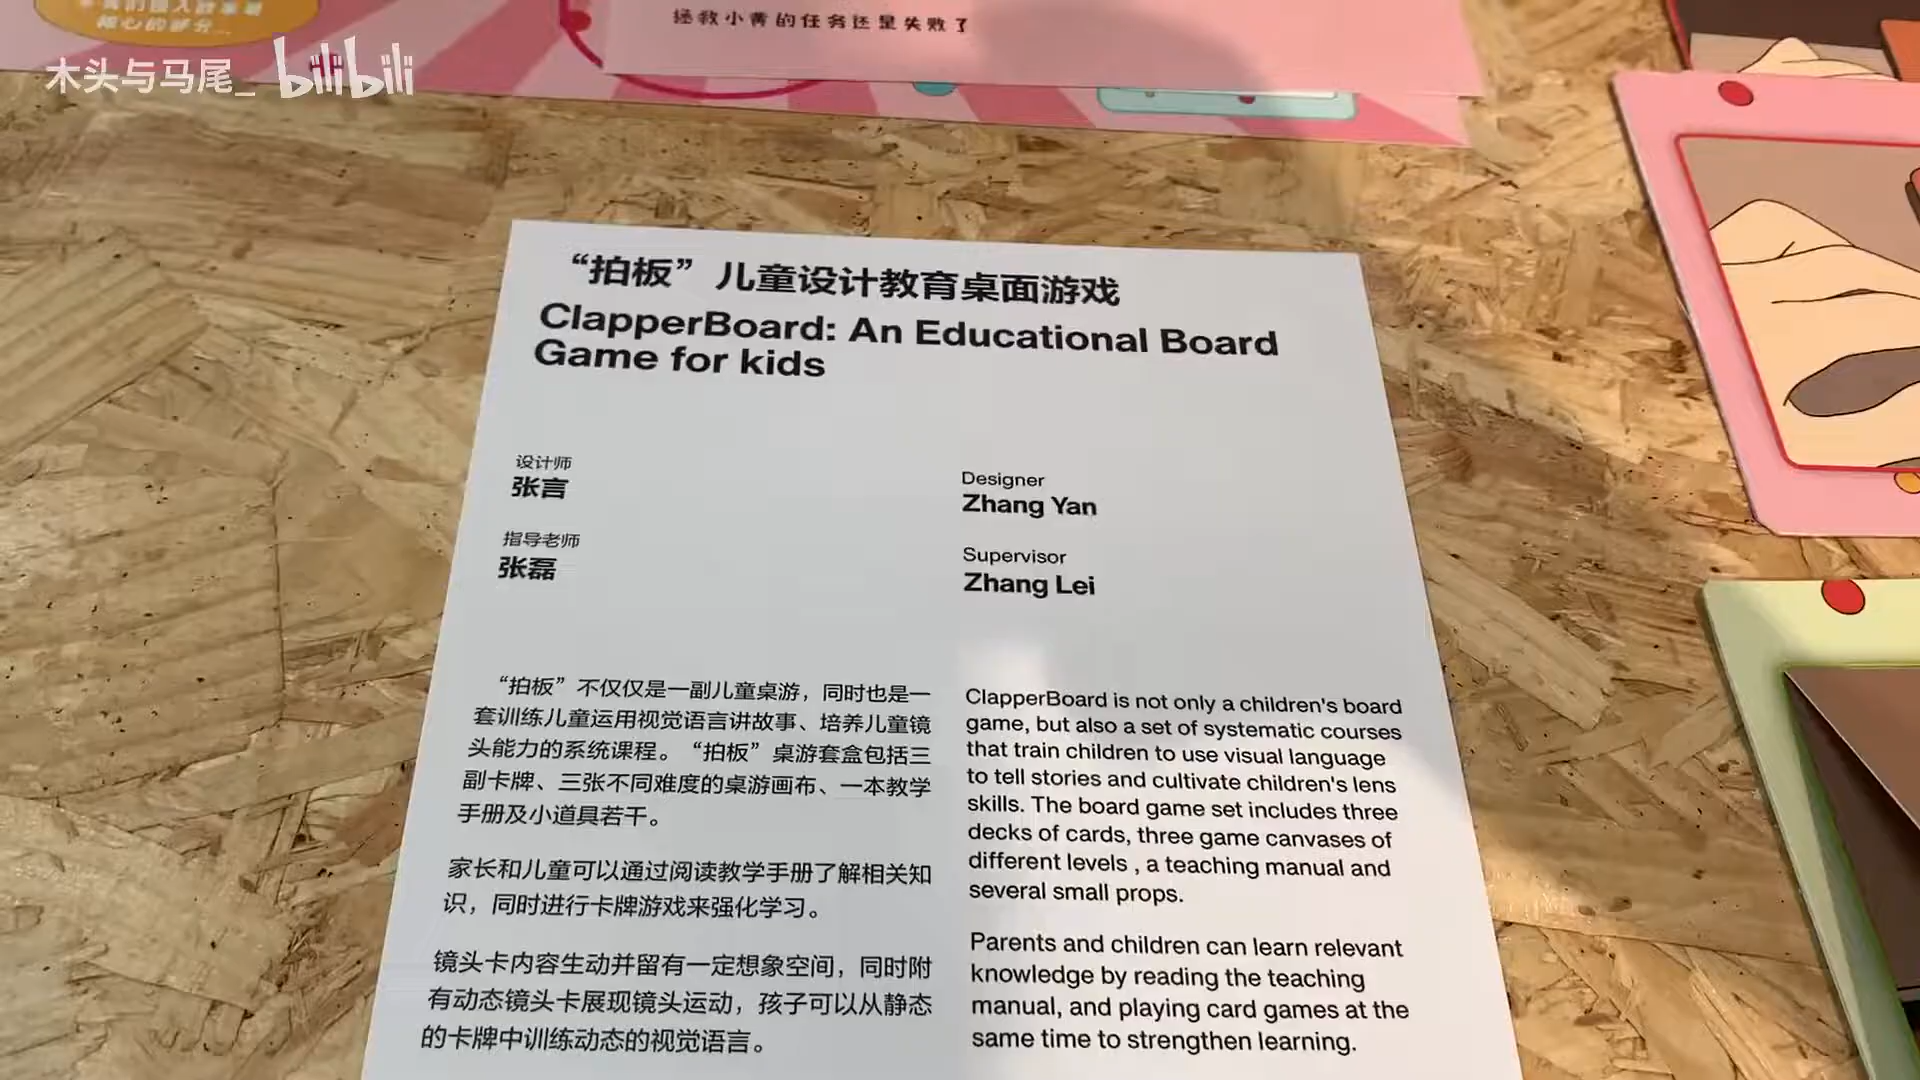 核心的部分...
拯救小黄的任务还是失败了
木头与马尾_ bilibili
“拍板”儿童设计教育桌面游戏
ClapperBoard: An Educational Board
Game for kids
设计师
张言
指导老师
张磊
Designer
Zhang Yan
Supervisor
Zhang Lei
“拍板”不仅仅是一副儿童桌游，同时也是一
套训练儿童运用视觉语言讲故事、培养儿童镜
头能力的系统课程。“拍板”桌游套盒包括三
副卡牌、三张不同难度的桌游画布、一本教学
手册及小道具若干。
家长和儿童可以通过阅读教学手册了解相关知
识，同时进行卡牌游戏来强化学习。
镜头卡内容生动并留有一定想象空间，同时附
有动态镜头卡展现镜头运动，孩子可以从静态
的卡牌中训练动态的视觉语言。
ClapperBoard is not only a children's board
game, but also a set of systematic courses
that train children to use visual language
to tell stories and cultivate children's lens
skills. The board game set includes three
decks of cards, three game canvases of
different levels , a teaching manual and
several small props.
Parents and children can learn relevant
knowledge by reading the teaching
manual, and playing card games at the
same time to strengthen learning.